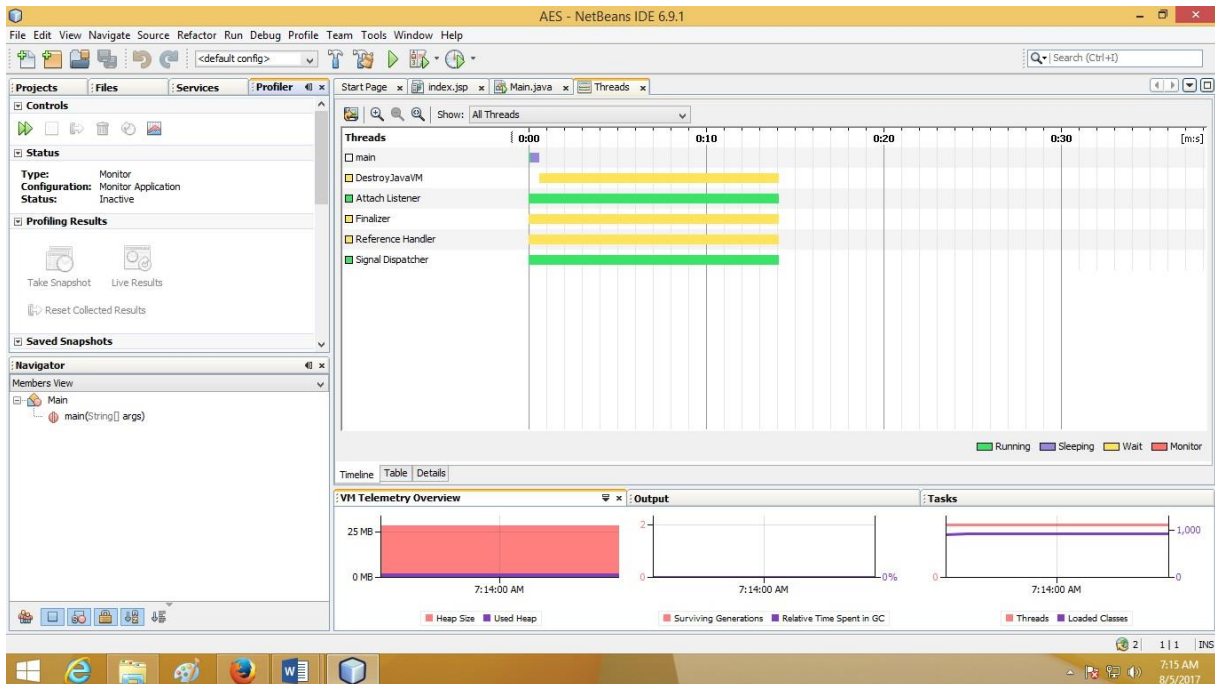 AES - NetBeans IDE 6.9.1
File Edit View Navigate Source Refactor Run Debug Profile Team Tools Window Help
<default config>
Search (Ctrl+I)
Projects Files Services Profiler
Start Page index.jsp Main.java Threads
Controls
Status
Type: Monitor
Configuration: Monitor Application
Status: Inactive
Profiling Results
Take Snapshot Live Results
Reset Collected Results
Saved Snapshots
Navigator
Members View
Main
main(String[] args)
Show: All Threads
Threads 0:00 0:10 0:20 0:30 [m:s]
main
DestroyJavaVM
Attach Listener
Finalizer
Reference Handler
Signal Dispatcher
Running Sleeping Wait Monitor
Timeline Table Details
VM Telemetry Overview Output Tasks
25 MB
0 MB
7:14:00 AM
Heap Size Used Heap
2
0 0%
7:14:00 AM
Surviving Generations Relative Time Spent in GC
1,000
0 0
7:14:00 AM
Threads Loaded Classes
2 1|1 INS
7:15 AM
8/5/2017